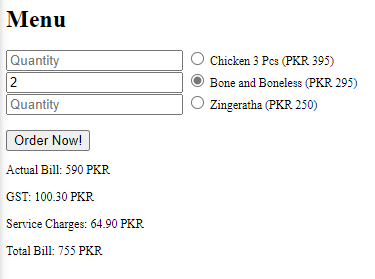 Menu
Quantity Chicken 3 Pcs (PKR 395)
2 Bone and Boneless (PKR 295)
Quantity Zingeratha (PKR 250)
Order Now!
Actual Bill: 590 PKR
GST: 100.30 PKR
Service Charges: 64.90 PKR
Total Bill: 755 PKR